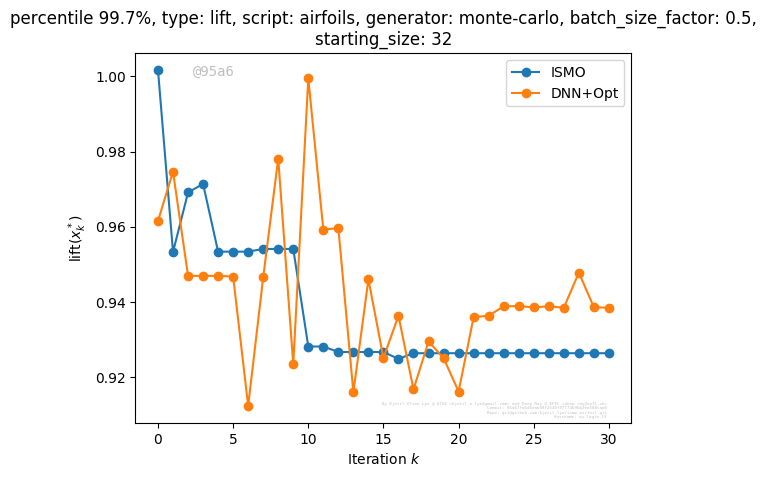 percentile 99.7%, type: lift, script: airfoils, generator: monte-carlo, batch_size_factor: 0.5,
starting_size: 32
@95a6
ISMO
DNN+Opt
1.00
0.98
0.96
0.94
0.92
lift(x_k^*)
0 5 10 15 20 25 30
Iteration k